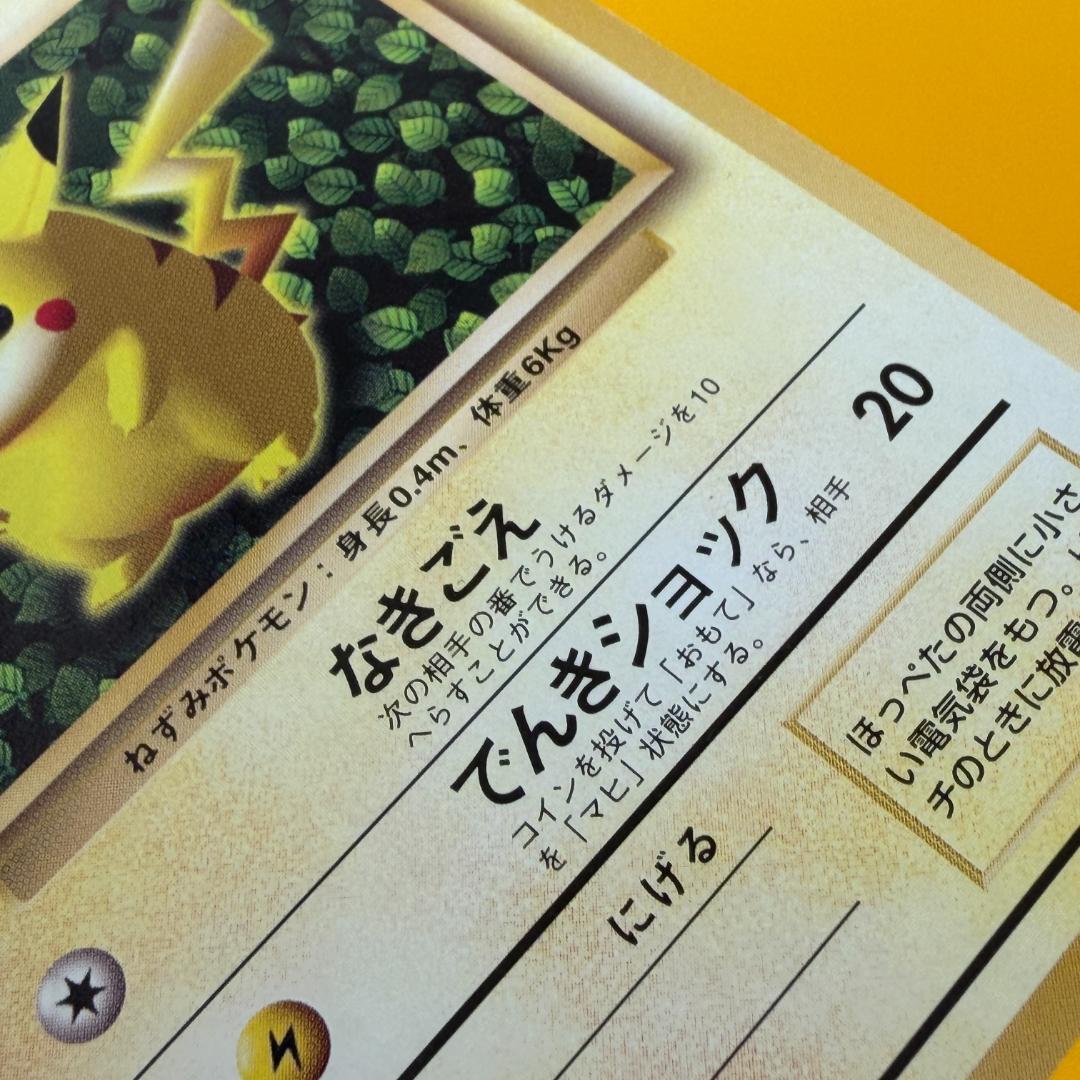 ねずみポケモン：身長0.4m、体重6Kg
なきごえ
次の相手の番でうけるダメージを10
へらすことができる。
でんきショック 20
コインを投げて「おもて」なら、相手
を「マヒ」状態にする。
にげる
ほっぺたの両側に小さ
い電気袋をもつ。
チのときに放電